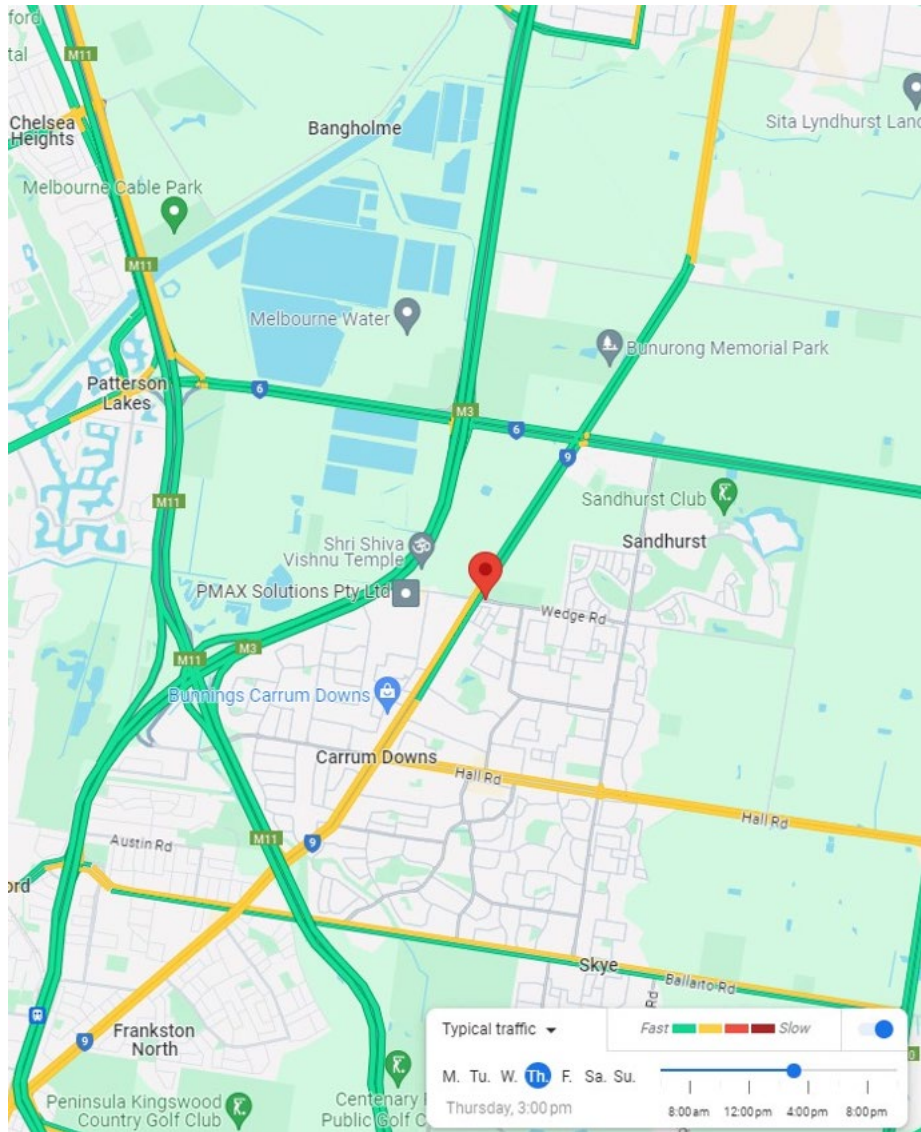 ford
tal
M11
Chelsea
Heights
Bangholme
Sita Lyndhurst Land
Melbourne Cable Park
M11
Melbourne Water
Bunurong Memorial Park
Patterson
Lakes
6
M3
6
9
M11
Sandhurst Club
Sandhurst
Shri Shiva
Vishnu Temple
PMAX Solutions Pty Ltd
Wedge Rd
M3
M11
Bunnings Carrum Downs
Carrum Downs
Hall Rd
Hall Rd
M11
9
Austin Rd
ord
Skye
Ballarto Rd
Rd
Frankston
North
9
Peninsula Kingswood
Country Golf Club
Centenary P
Public Golf C
Typical traffic
Fast
Slow
M. Tu. W. Th. F. Sa. Su.
Thursday, 3:00 pm
8:00 am 12:00 pm 4:00 pm 8:00 pm